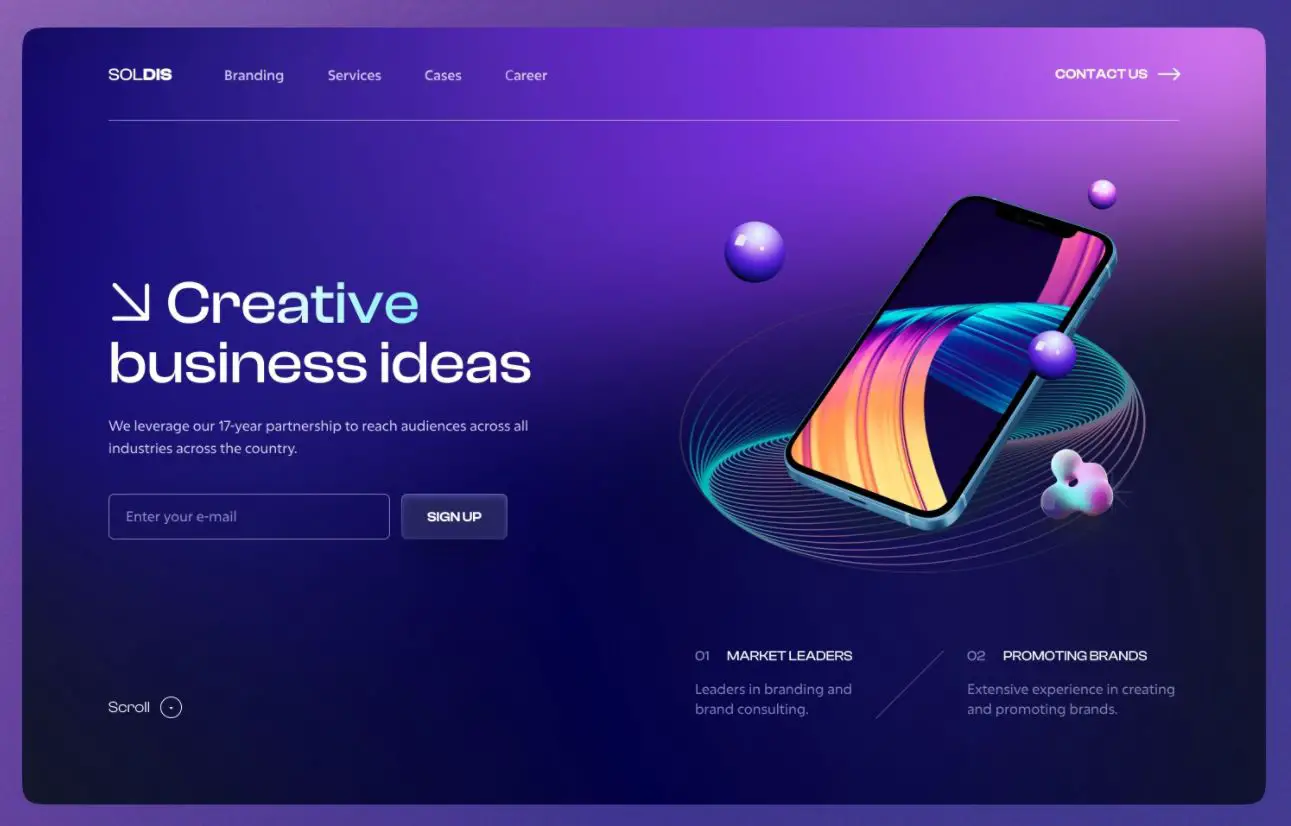 SOLDIS
Branding
Services
Cases
Career
CONTACT US
Creative
business ideas
We leverage our 17-year partnership to reach audiences across all
industries across the country.
Enter your e-mail
SIGN UP
01 MARKET LEADERS
Leaders in branding and
brand consulting.
02 PROMOTING BRANDS
Extensive experience in creating
and promoting brands.
Scroll